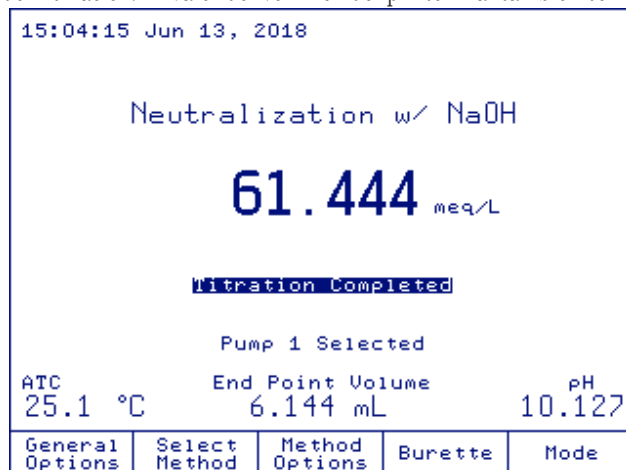 15:04:15 Jun 13, 2018
Neutralization w/ NaOH
61.444 meq/L
Titration Completed
Pump 1 Selected
ATC End Point Volume pH
25.1 °C 6.144 mL 10.127
General Options Select Method Method Options Burette Mode